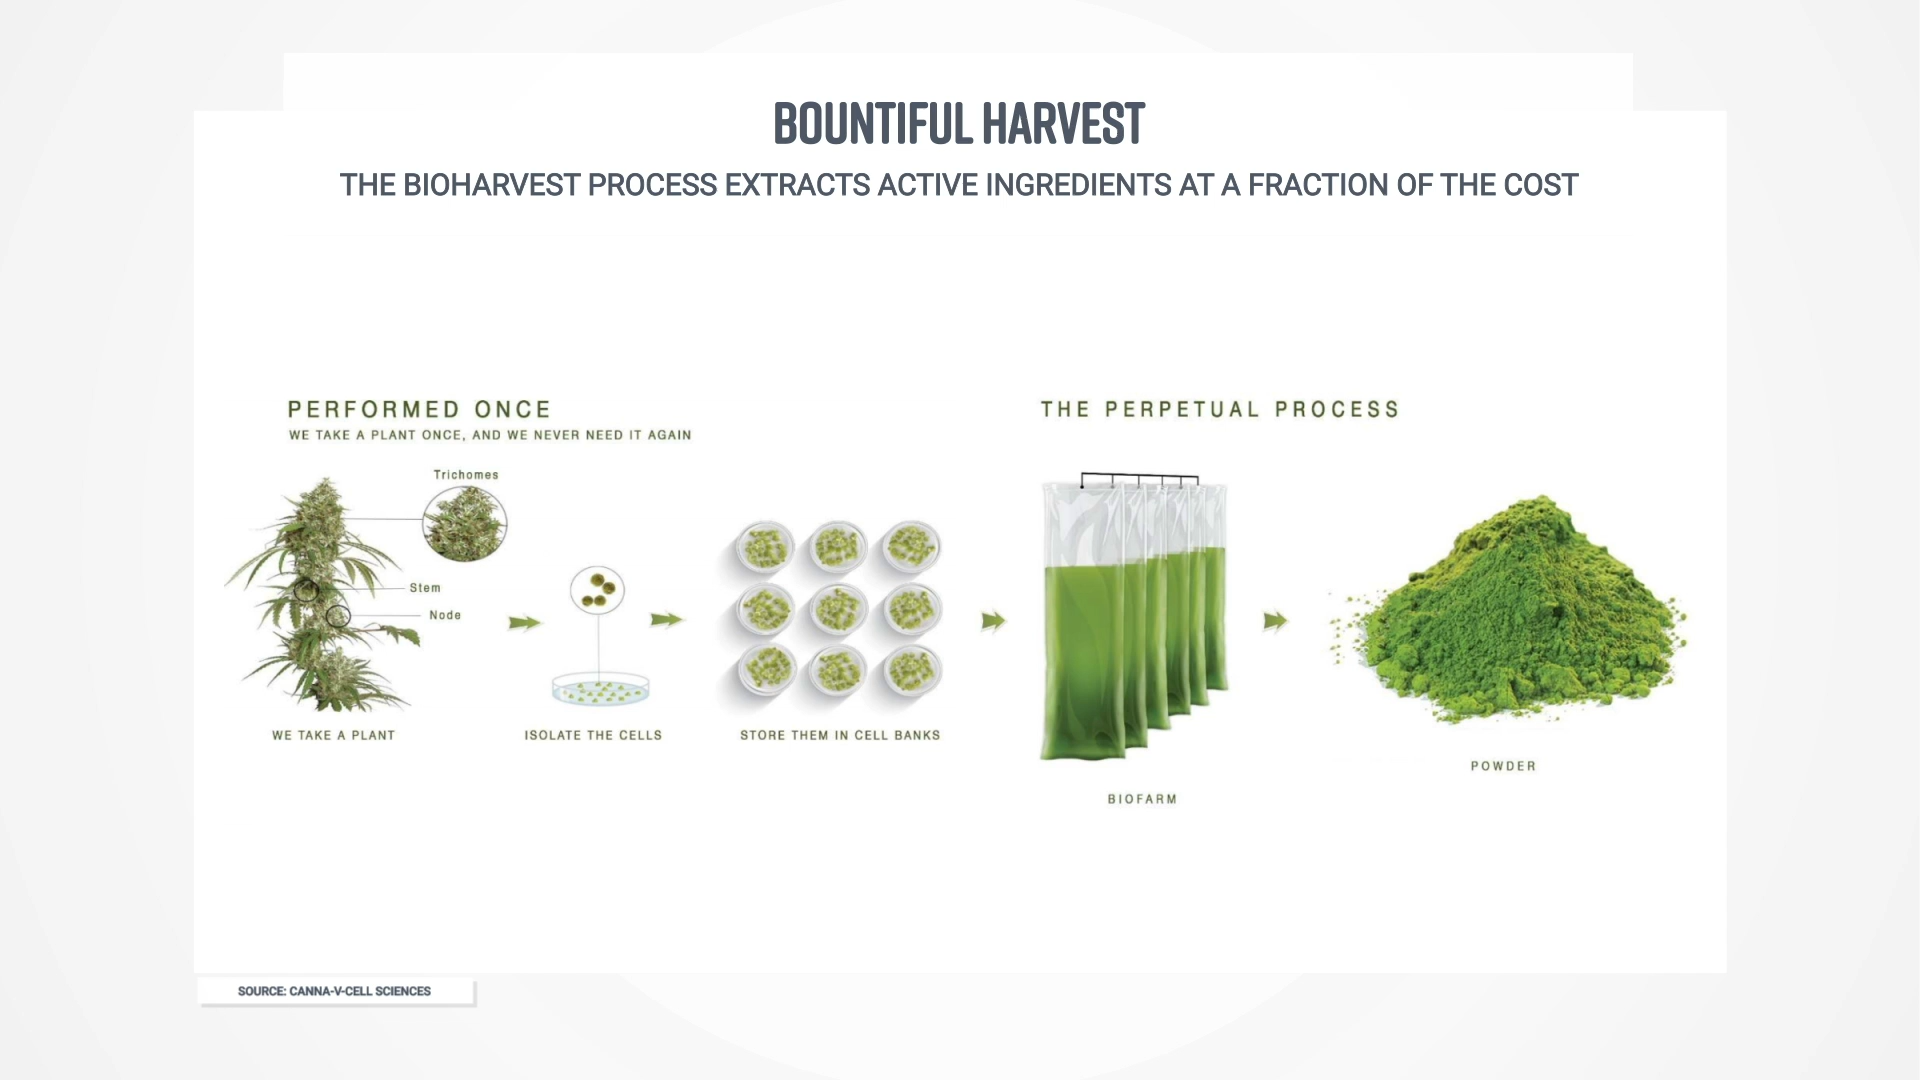 BOUNTIFUL HARVEST
THE BIOHARVEST PROCESS EXTRACTS ACTIVE INGREDIENTS AT A FRACTION OF THE COST
PERFORMED ONCE
WE TAKE A PLANT ONCE, AND WE NEVER NEED IT AGAIN
Trichomes
Stem
Node
WE TAKE A PLANT
ISOLATE THE CELLS
STORE THEM IN CELL BANKS
THE PERPETUAL PROCESS
BIOFARM
POWDER
SOURCE: CANNA-V-CELL SCIENCES